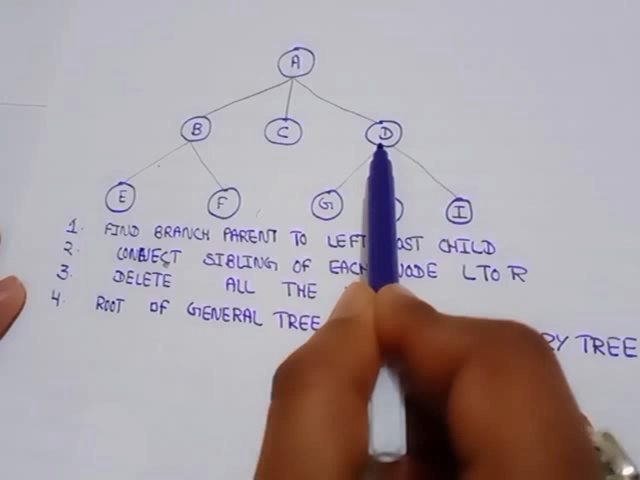 A
B C D
E F G I
1. FIND BRANCH PARENT TO LEFT OST CHILD
2. CONNECT SIBLING OF EACH NODE L TO R
3. DELETE ALL THE
4. ROOT OF GENERAL TREE RY TREE